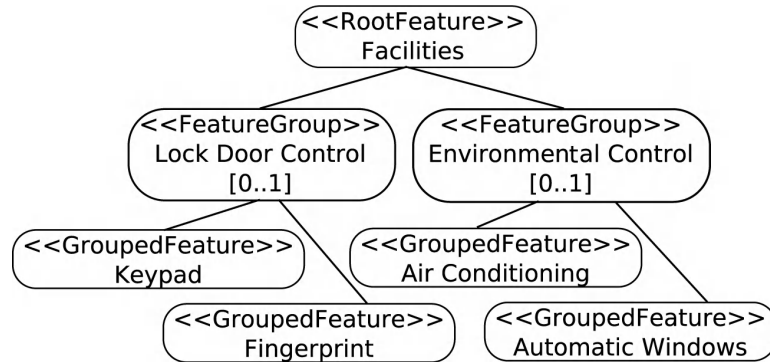 <<RootFeature>>
Facilities
<<FeatureGroup>>
Lock Door Control
[0..1]
<<FeatureGroup>>
Environmental Control
[0..1]
<<GroupedFeature>>
Keypad
<<GroupedFeature>>
Air Conditioning
<<GroupedFeature>>
Fingerprint
<<GroupedFeature>>
Automatic Windows